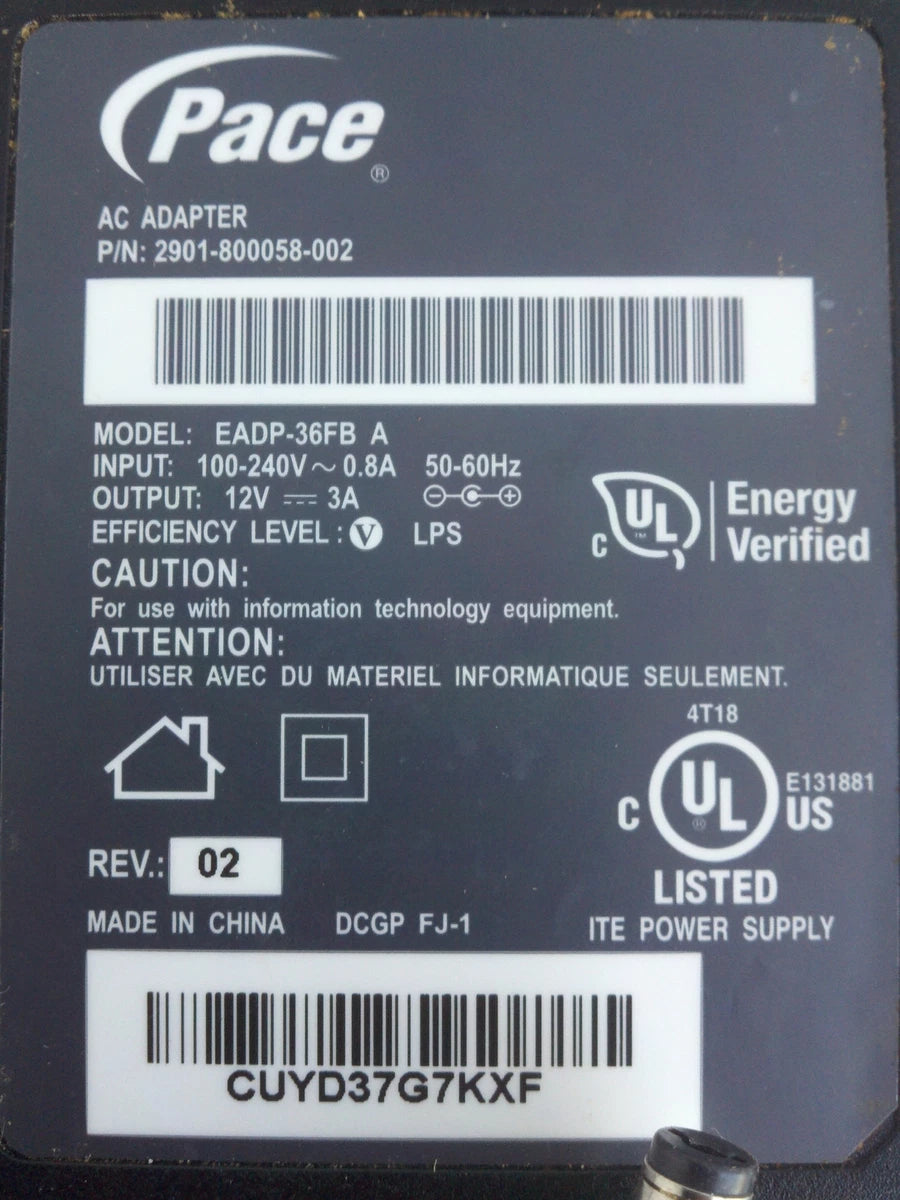 Pace®
AC ADAPTER
P/N: 2901-800058-002
MODEL: EADP-36FB A
INPUT: 100-240V~ 0.8A 50-60Hz
OUTPUT: 12V ⎓ 3A
EFFICIENCY LEVEL : V LPS
C UL™ Energy Verified
CAUTION:
For use with information technology equipment.
ATTENTION:
UTILISER AVEC DU MATERIEL INFORMATIQUE SEULEMENT.
4T18
C UL® US E131881
LISTED
ITE POWER SUPPLY
REV.: 02
MADE IN CHINA DCGP FJ-1
CUYD37G7KXF